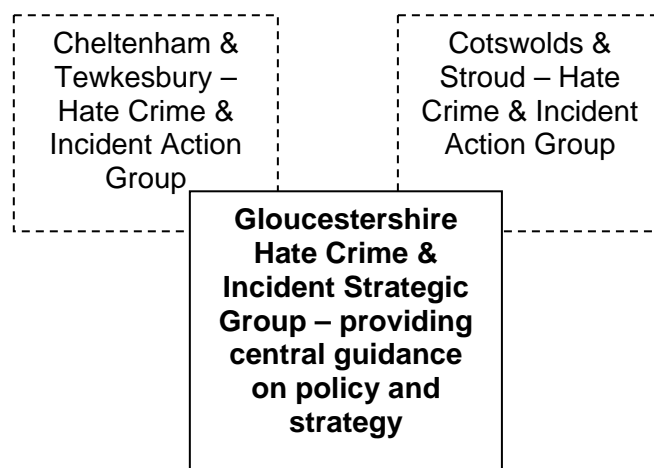 Cheltenham &
Tewkesbury –
Hate Crime &
Incident Action
Group
Cotswolds &
Stroud – Hate
Crime & Incident
Action Group
Gloucestershire
Hate Crime &
Incident Strategic
Group – providing
central guidance
on policy and
strategy